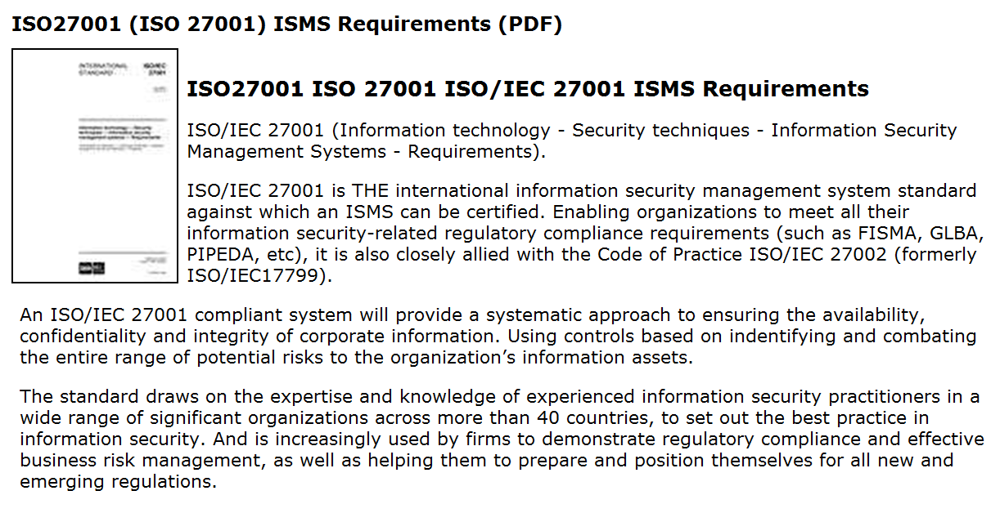 ISO27001 (ISO 27001) ISMS Requirements (PDF)
INTERNATIONAL
STANDARD
ISO/IEC
27001
ISO27001 ISO 27001 ISO/IEC 27001 ISMS Requirements
ISO/IEC 27001 (Information technology - Security techniques - Information Security
Management Systems - Requirements).
ISO/IEC 27001 is THE international information security management system standard
against which an ISMS can be certified. Enabling organizations to meet all their
information security-related regulatory compliance requirements (such as FISMA, GLBA,
PIPEDA, etc), it is also closely allied with the Code of Practice ISO/IEC 27002 (formerly
ISO/IEC17799).
An ISO/IEC 27001 compliant system will provide a systematic approach to ensuring the availability,
confidentiality and integrity of corporate information. Using controls based on indentifying and combating
the entire range of potential risks to the organization’s information assets.
The standard draws on the expertise and knowledge of experienced information security practitioners in a
wide range of significant organizations across more than 40 countries, to set out the best practice in
information security. And is increasingly used by firms to demonstrate regulatory compliance and effective
business risk management, as well as helping them to prepare and position themselves for all new and
emerging regulations.